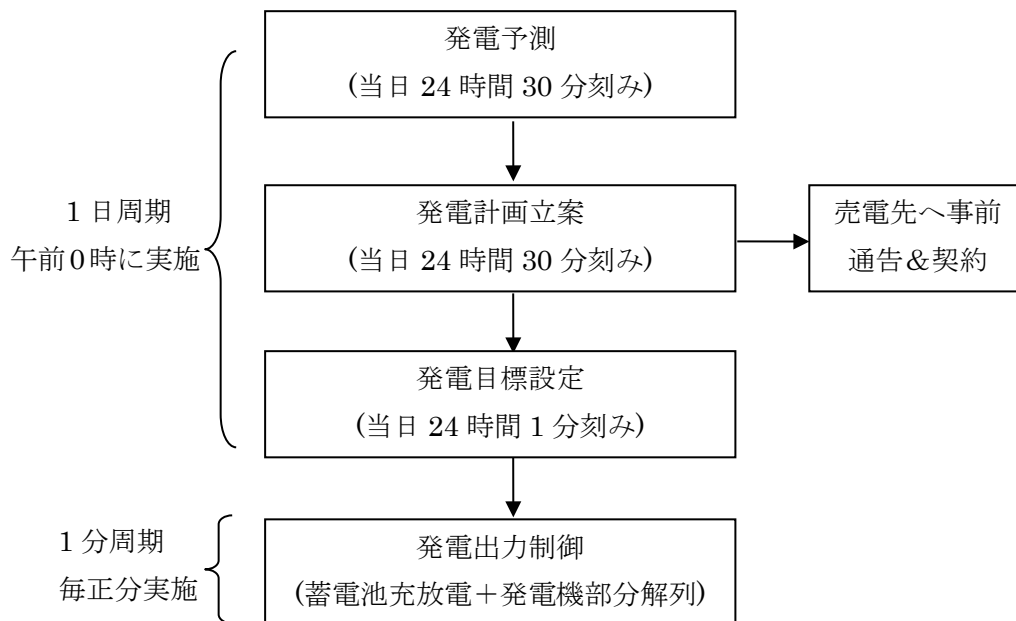 発電予測
(当日 24 時間 30 分刻み)
1 日周期
午前0時に実施
発電計画立案
(当日 24 時間 30 分刻み)
売電先へ事前
通告＆契約
発電目標設定
(当日 24 時間 1 分刻み)
1 分周期
毎正分実施
発電出力制御
(蓄電池充放電＋発電機部分解列)